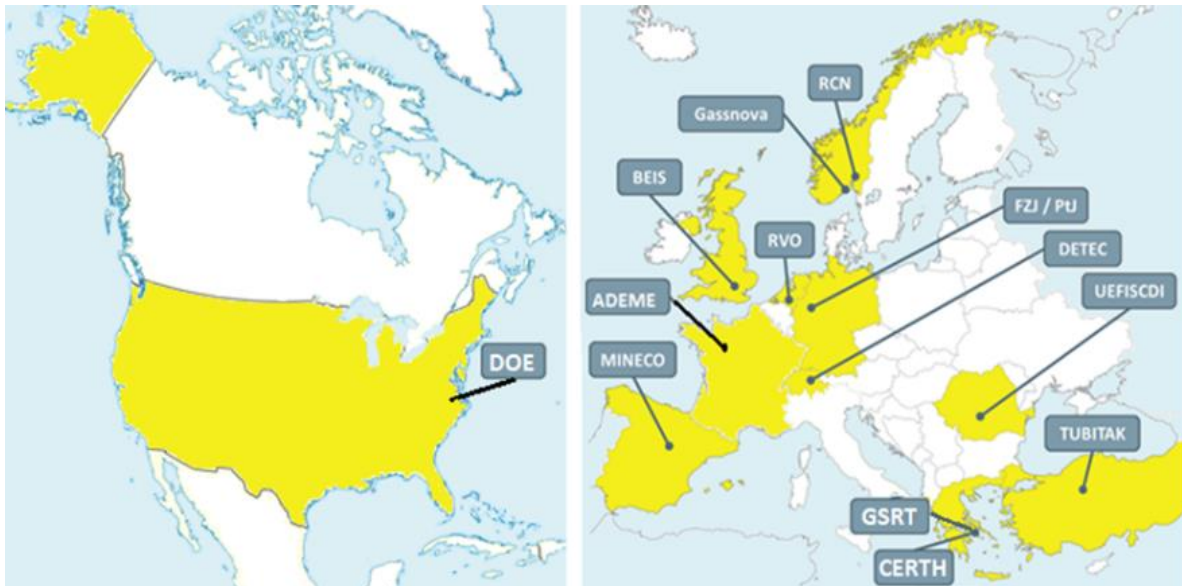 DOE
RCN
Gassnova
BEIS
FZJ / PtJ
RVO
DETEC
ADEME
UEFISCDI
MINECO
TUBITAK
GSRT
CERTH